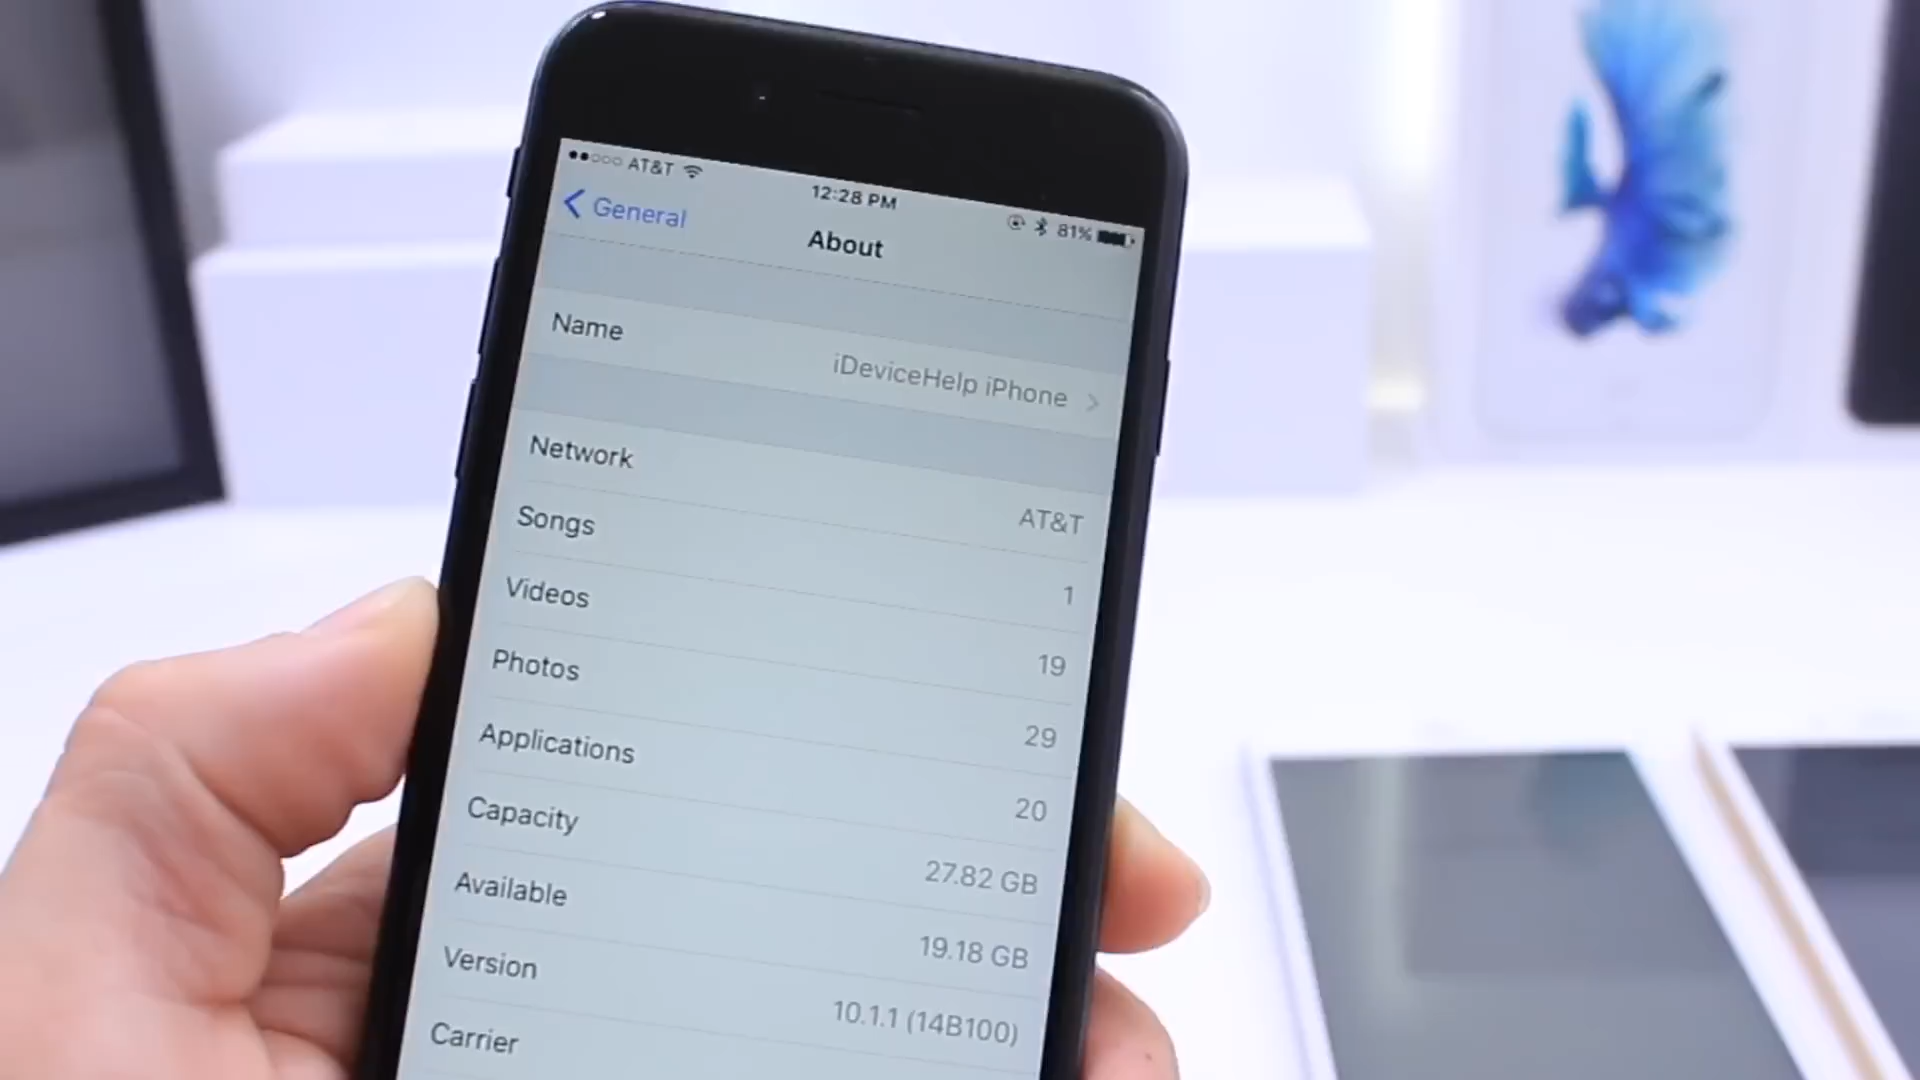 AT&T
12:28 PM
81%
General
About
Name
iDeviceHelp iPhone
Network
AT&T
Songs
1
Videos
19
Photos
29
Applications
20
Capacity
27.82 GB
Available
19.18 GB
Version
10.1.1 (14B100)
Carrier